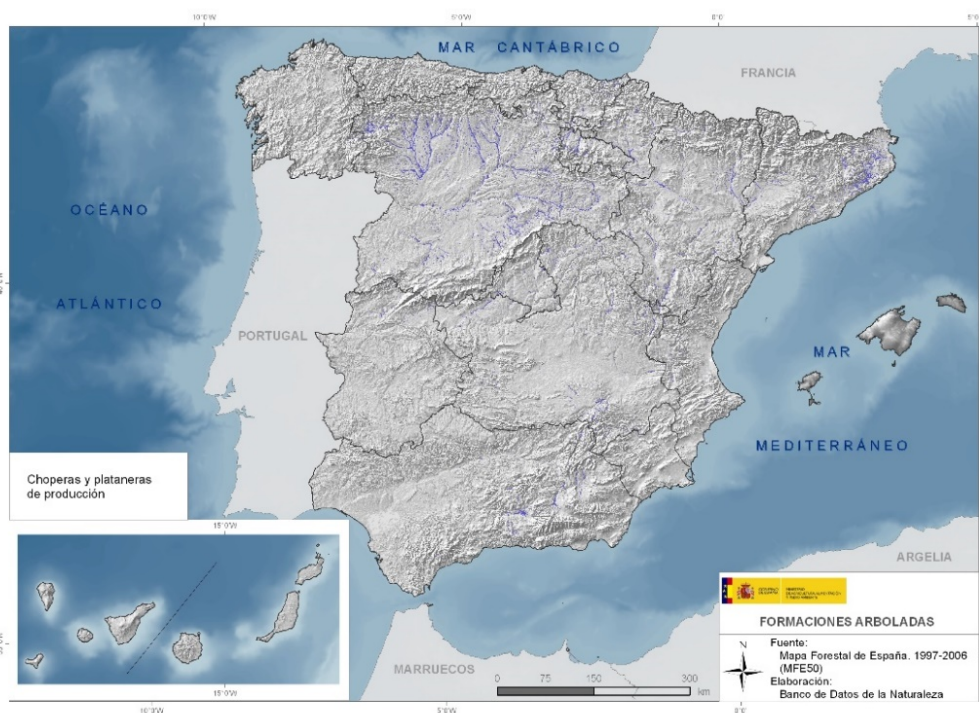 10°0'W
5°0'W
0°0'
5°0'
MAR CANTÁBRICO
FRANCIA
OCÉANO
ATLÁNTICO
PORTUGAL
MAR
MEDITERRÁNEO
Choperas y plataneras
de producción
15°0'W
ARGELIA
FORMACIONES ARBOLADAS
Fuente:
Mapa Forestal de España. 1997-2006
(MFE50)
Elaboración:
Banco de Datos de la Naturaleza
N
MARRUECOS
0 75 150 300
km
15°0'W
10°0'W
5°0'W
0°0'